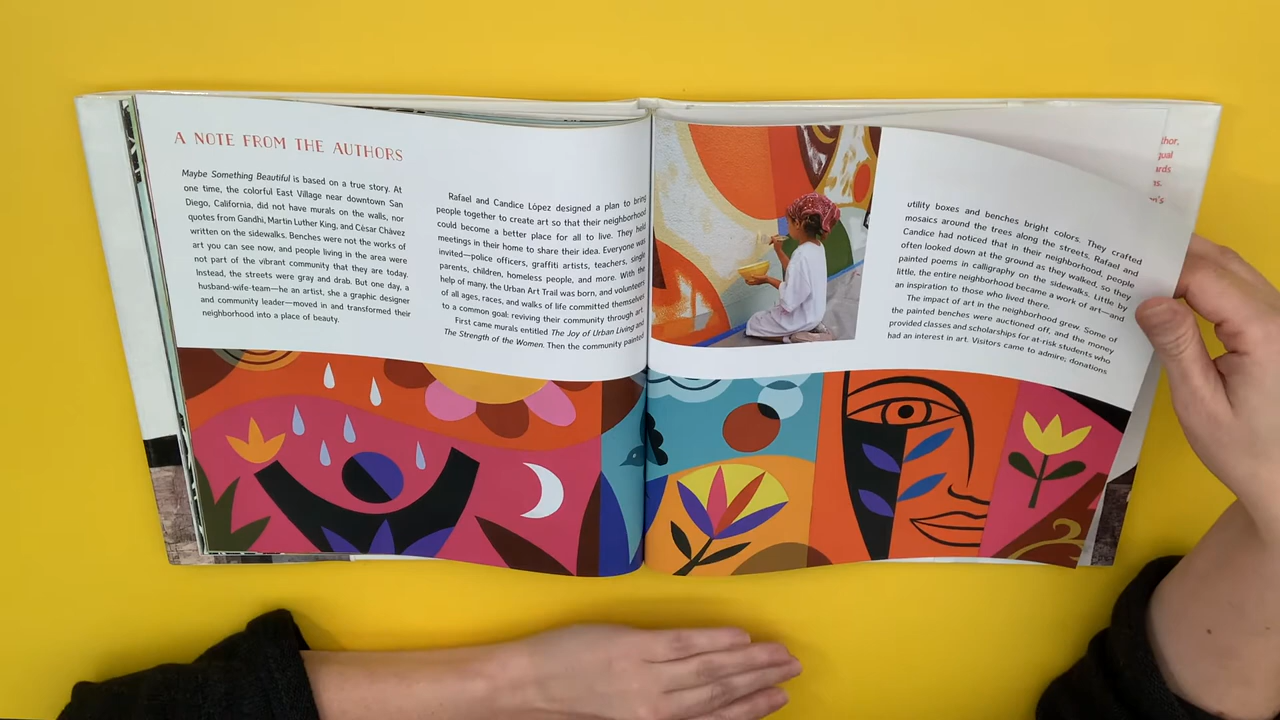 A NOTE FROM THE AUTHORS
Maybe Something Beautiful is based on a true story. At
one time, the colorful East Village near downtown San
Diego, California, did not have murals on the walls, nor
quotes from Gandhi, Martin Luther King, and Cèsar Chávez
written on the sidewalks. Benches were not the works of
art you can see now, and people living in the area were
not part of the vibrant community that they are today.
Instead, the streets were gray and drab. But one day, a
husband-wife-team—he an artist, she a graphic designer
and community leader—moved in and transformed their
neighborhood into a place of beauty.
Rafael and Candice López designed a plan to bring
people together to create art so that their neighborhood
could become a better place for all to live. They held
meetings in their home to share their idea. Everyone was
invited—police officers, graffiti artists, teachers, single
parents, children, homeless people, and more. With the
help of many, the Urban Art Trail was born, and volunteers
of all ages, races, and walks of life committed themselves
to a common goal: reviving their community through art.
First came murals entitled The Joy of Urban Living and
The Strength of the Women. Then the community painted
utility boxes and benches bright colors. They crafted
mosaics around the trees along the streets. Rafael and
Candice had noticed that in their neighborhood, people
often looked down at the ground as they walked, so they
painted poems in calligraphy on the sidewalks. Little by
little, the entire neighborhood became a work of art—and
an inspiration to those who lived there.
The impact of art in the neighborhood grew. Some of
the painted benches were auctioned off, and the money
provided classes and scholarships for at-risk students who
had an interest in art. Visitors came to admire; donations